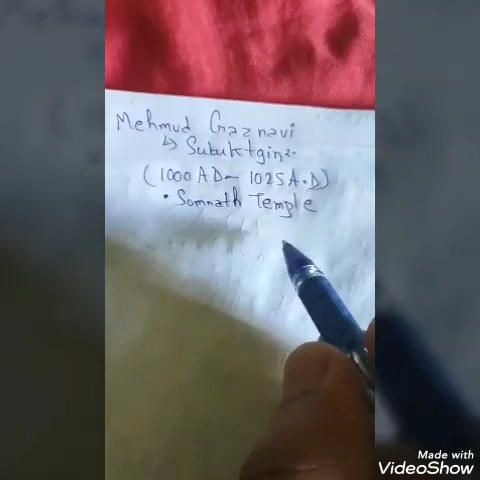 Mehmud Gaznavi
↳ Subuktgin:-
(1000 AD - 1025 A.D)
• Somnath Temple
Made with
VideoShow